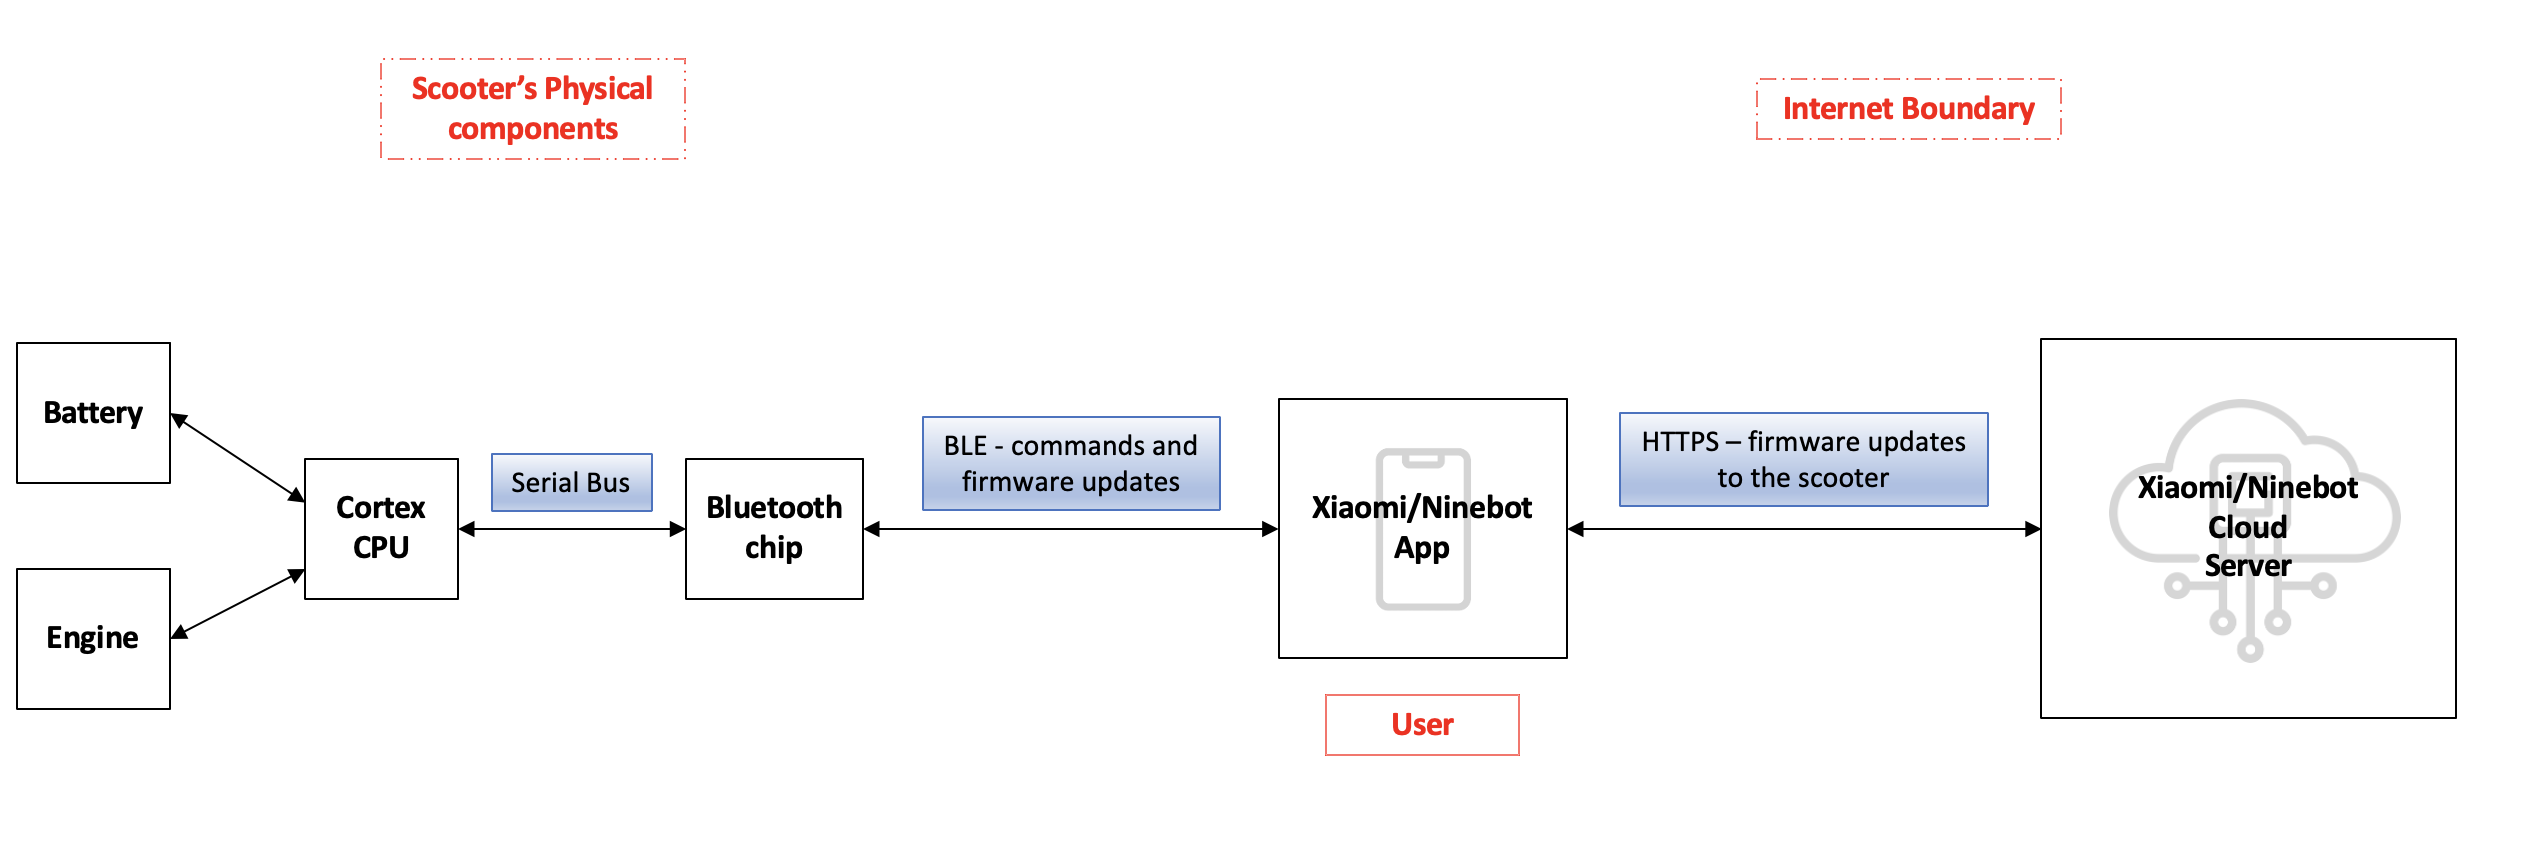 Scooter’s Physical
components
Internet Boundary
Battery
Engine
Cortex
CPU
Serial Bus
Bluetooth
chip
BLE - commands and
firmware updates
Xiaomi/Ninebot
App
User
HTTPS – firmware updates
to the scooter
Xiaomi/Ninebot
Cloud
Server